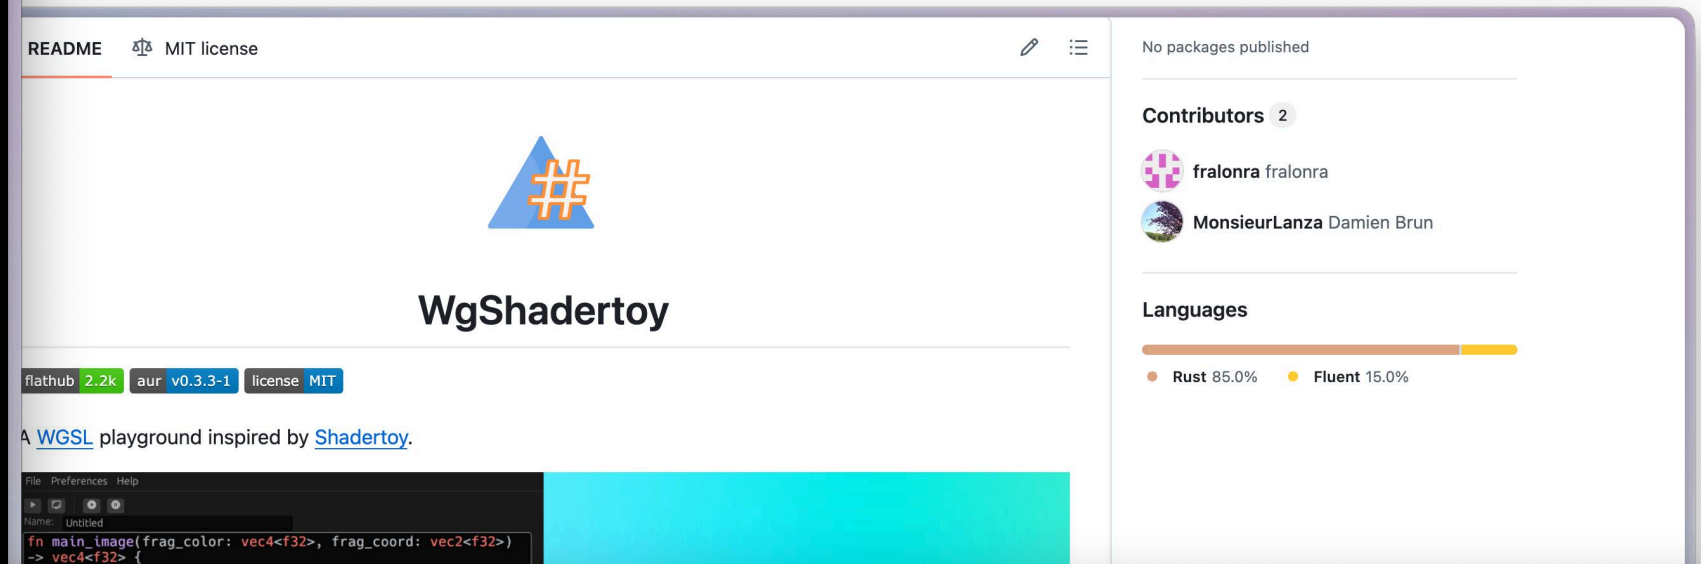 README MIT license
WgShadertoy
flathub 2.2k aur v0.3.3-1 license MIT
A WGSL playground inspired by Shadertoy.
File Preferences Help
Name: Untitled
fn main_image(frag_color: vec4<f32>, frag_coord: vec2<f32>)
-> vec4<f32> {
No packages published
Contributors 2
fralonra fralonra
MonsieurLanza Damien Brun
Languages
Rust 85.0% Fluent 15.0%